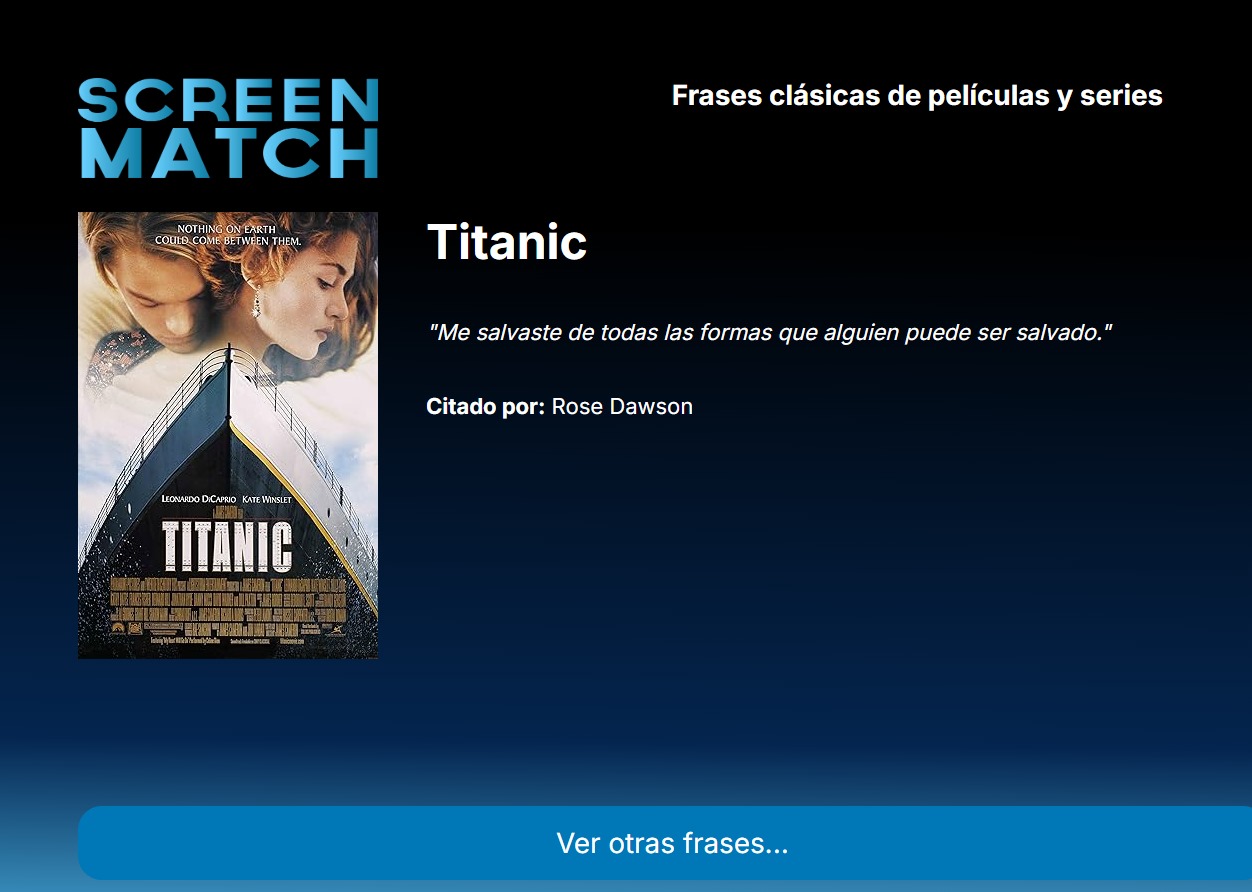 SCREEN
MATCH
Frases clásicas de películas y series
NOTHING ON EARTH
COULD COME BETWEEN THEM.
Titanic
"Me salvaste de todas las formas que alguien puede ser salvado."
Citado por: Rose Dawson
LEONARDO DICAPRIO KATE WINSLET
TITANIC
Ver otras frases...